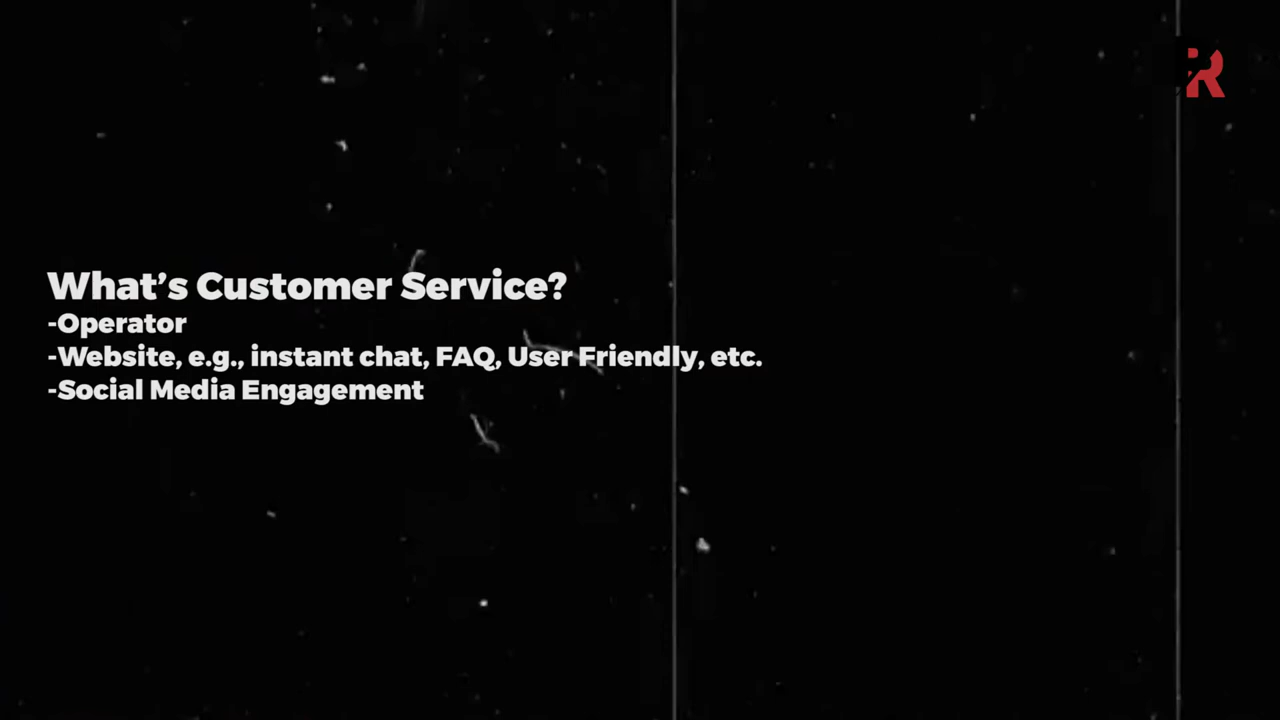 What’s Customer Service?
-Operator
-Website, e.g., instant chat, FAQ, User Friendly, etc.
-Social Media Engagement